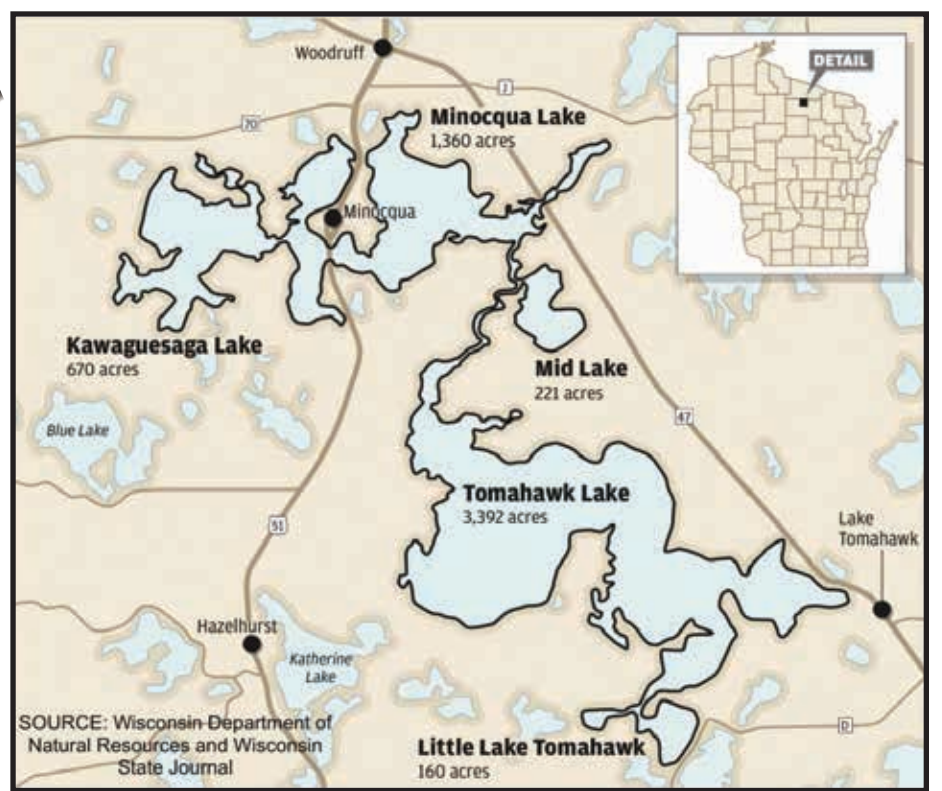 Woodruff
DETAIL
J
70
Minocqua Lake
1,360 acres
Minocqua
Kawaguesaga Lake
670 acres
Mid Lake
221 acres
Blue Lake
47
Tomahawk Lake
3,392 acres
51
Lake
Tomahawk
Hazelhurst
Katherine
Lake
SOURCE: Wisconsin Department of
Natural Resources and Wisconsin
State Journal
D
Little Lake Tomahawk
160 acres